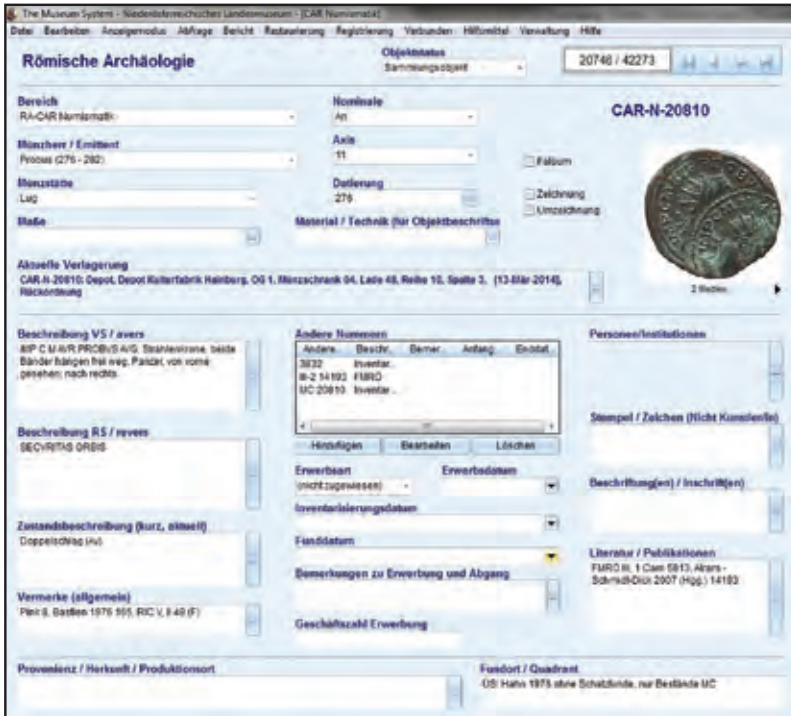 The Museum System - Niederösterreichisches Landesmuseum - [CAR Numismatik]
Datei Bearbeiten Anzeigemodus Abfrage Bericht Restaurierung Registrierung Verbunden Hilfsmittel Verwaltung Hilfe
Römische Archäologie
Objektstatus
Sammlungsobjekt
20746 / 42273
Bereich
RA-CAR Numismatik
Nominale
An
CAR-N-20810
Münzherr / Emittent
Probus (276 - 282)
Axis
11
Falsum
Münzstätte
Lug
Datierung
276
Zeichnung
Umzeichnung
Maße
Material / Technik (für Objektbeschriftse
Aktuelle Verlagerung
CAR-N-20810: Depot, Depot Kulturfabrik Hainburg, OG 1, Münzschrank 04, Lade 48, Reihe 10, Spalte 3, (13-Mär-2014),
Rückordnung
2 Medien
Beschreibung VS / avers
IMP C M AVR PROBVS AVG. Strahlenkrone, beide
Bänder hängen frei weg, Panzer, von vorne
gesehen; nach rechts.
Andere Nummern
Andere.. Beschr.. Bemer.. Anfang. Enddat..
3832 Inventar..
III-2 14193 FMRÖ
MC 20810 Inventar..
Hinzufügen Bearbeiten Löschen
Personen/Institutionen
Stempel / Zeichen (Nicht Künstler/in)
Beschreibung RS / revers
SECVRITAS ORBIS
Erwerbsart
(nicht zugewiesen)
Erwerbsdatum
Beschriftung(en) / Inschrift(en)
Inventarisierungsdatum
Zustandsbeschreibung (kurz, aktuell)
Doppelschlag (Av)
Funddatum
Literatur / Publikationen
FMRÖ III, 1 Carn 5813, Alram -
Schmidt-Dick 2007 (Hgg.) 14193
Bemerkungen zu Erwerbung und Abgang
Vermerke (allgemein)
Pink 8, Bastien 1976 165, RIC V, II 49 (F)
Geschäftszahl Erwerbung
Provenienz / Herkunft / Produktionsort
Fundort / Quadrant
ÖS: Hahn 1976 ohne Schatzfunde, nur Bestände MC